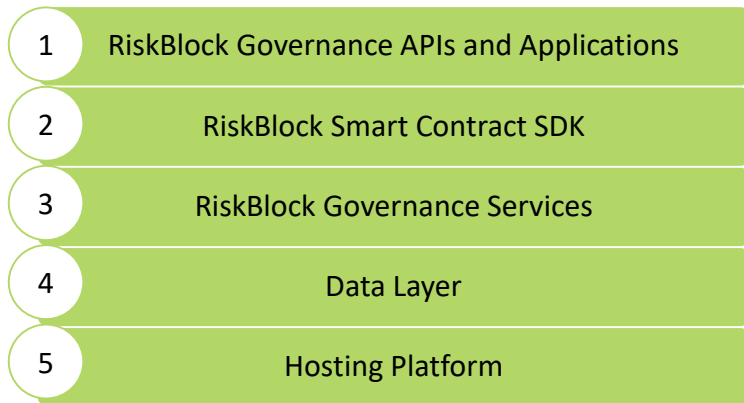 1 RiskBlock Governance APIs and Applications
2 RiskBlock Smart Contract SDK
3 RiskBlock Governance Services
4 Data Layer
5 Hosting Platform